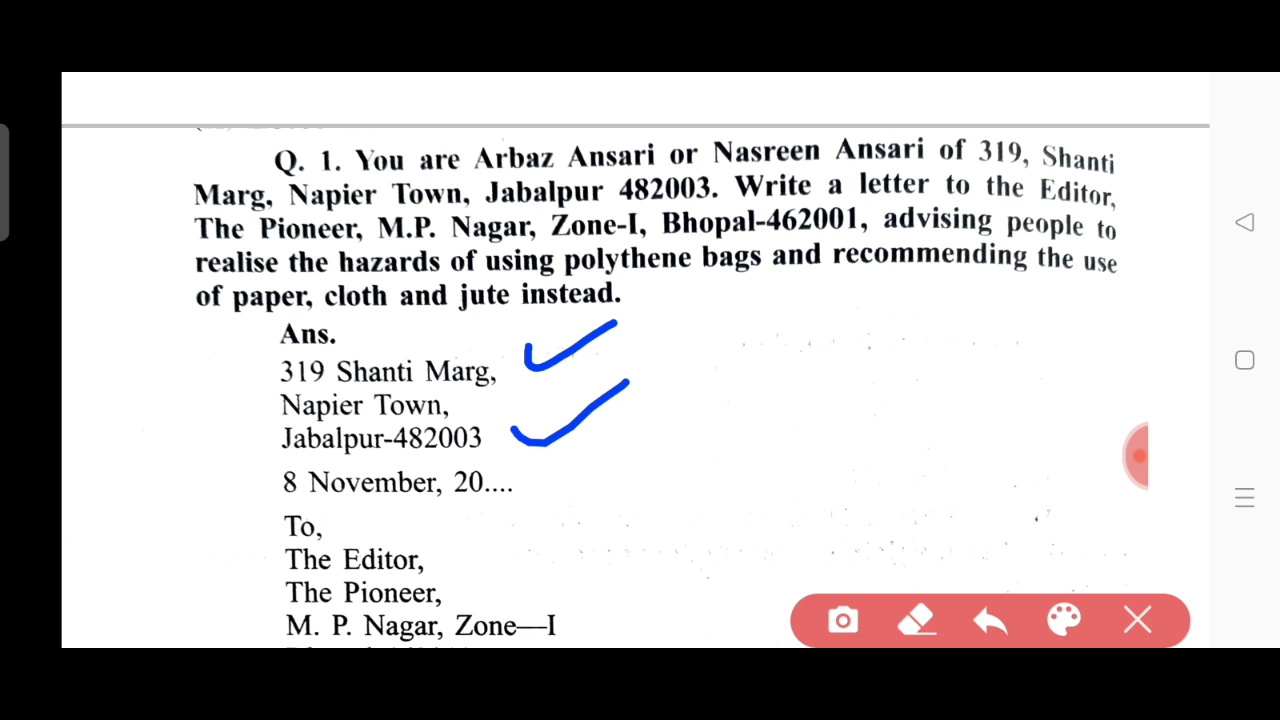 Q. 1. You are Arbaz Ansari or Nasreen Ansari of 319, Shanti
Marg, Napier Town, Jabalpur 482003. Write a letter to the Editor,
The Pioneer, M.P. Nagar, Zone-I, Bhopal-462001, advising people to
realise the hazards of using polythene bags and recommending the use
of paper, cloth and jute instead.
Ans.
319 Shanti Marg,
Napier Town,
Jabalpur-482003
8 November, 20....
To,
The Editor,
The Pioneer,
M. P. Nagar, Zone—I